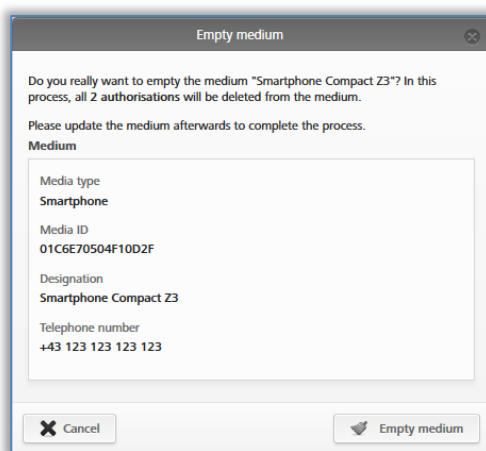 Empty medium
Do you really want to empty the medium "Smartphone Compact Z3"? In this
process, all 2 authorisations will be deleted from the medium.
Please update the medium afterwards to complete the process.
Medium
Media type
Smartphone
Media ID
01C6E70504F10D2F
Designation
Smartphone Compact Z3
Telephone number
+43 123 123 123 123
Cancel
Empty medium